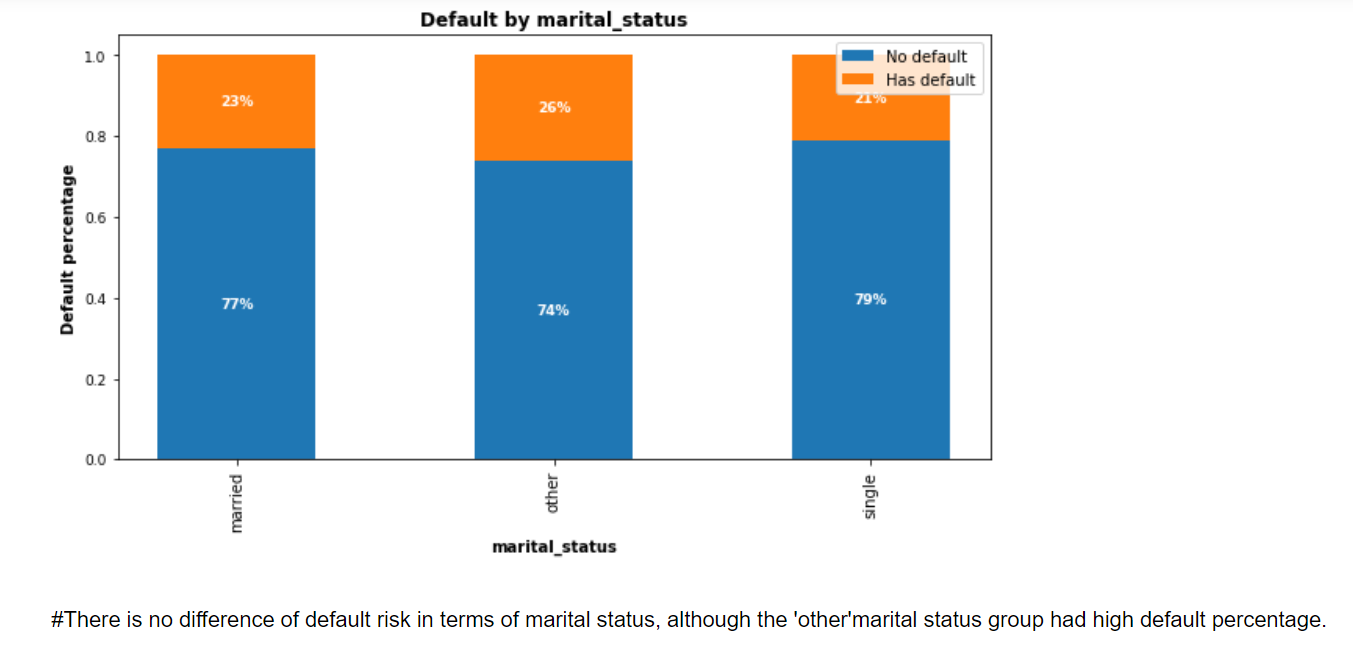 Default by marital_status
No default
Has default
1.0
0.8
0.6
0.4
0.2
0.0
Default percentage
23%
26%
21%
77%
74%
79%
married
other
single
marital_status
#There is no difference of default risk in terms of marital status, although the 'other'marital status group had high default percentage.